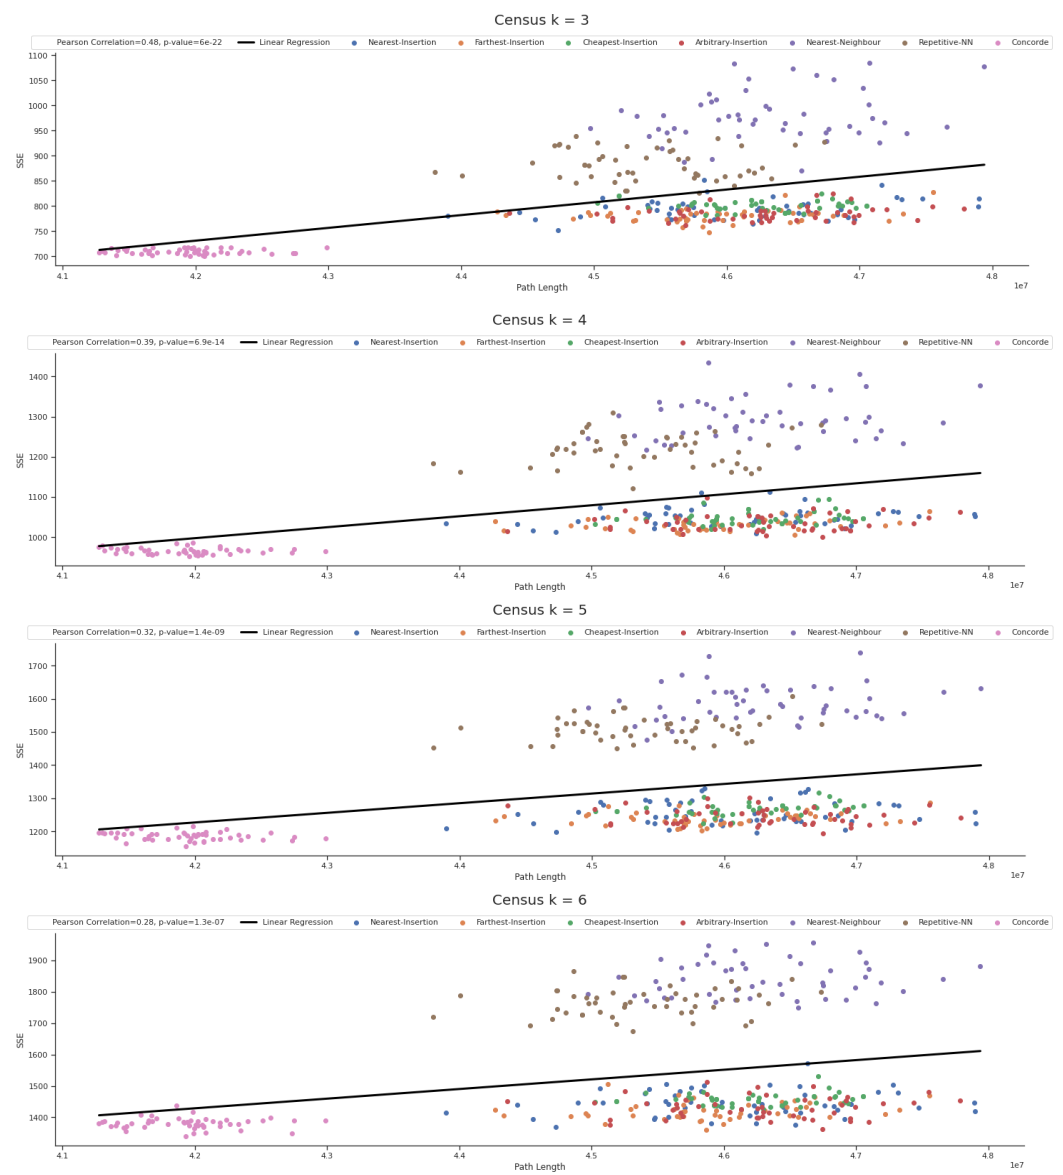 Census k = 3
Pearson Correlation=0.48, p-value=6e-22 Linear Regression Nearest-Insertion Farthest-Insertion Cheapest-Insertion Arbitrary-Insertion Nearest-Neighbour Repetitive-NN Concorde
1100
1050
1000
950
900
850
800
750
700
SSE
4.1 4.2 4.3 4.4 4.5 4.6 4.7 4.8
1e7
Path Length
Census k = 4
Pearson Correlation=0.39, p-value=6.9e-14 Linear Regression Nearest-Insertion Farthest-Insertion Cheapest-Insertion Arbitrary-Insertion Nearest-Neighbour Repetitive-NN Concorde
1400
1300
1200
1100
1000
SSE
4.1 4.2 4.3 4.4 4.5 4.6 4.7 4.8
1e7
Path Length
Census k = 5
Pearson Correlation=0.32, p-value=1.4e-09 Linear Regression Nearest-Insertion Farthest-Insertion Cheapest-Insertion Arbitrary-Insertion Nearest-Neighbour Repetitive-NN Concorde
1700
1600
1500
1400
1300
1200
SSE
4.1 4.2 4.3 4.4 4.5 4.6 4.7 4.8
1e7
Path Length
Census k = 6
Pearson Correlation=0.28, p-value=1.3e-07 Linear Regression Nearest-Insertion Farthest-Insertion Cheapest-Insertion Arbitrary-Insertion Nearest-Neighbour Repetitive-NN Concorde
1900
1800
1700
1600
1500
1400
SSE
4.1 4.2 4.3 4.4 4.5 4.6 4.7 4.8
1e7
Path Length